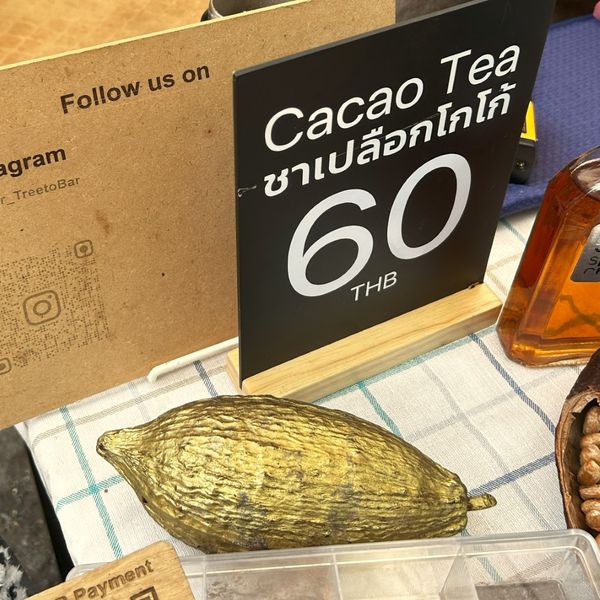 Follow us on
agram
r_TreetoBar
Cacao Tea
ชาเปลือกโกโก้
60
THB
Payment